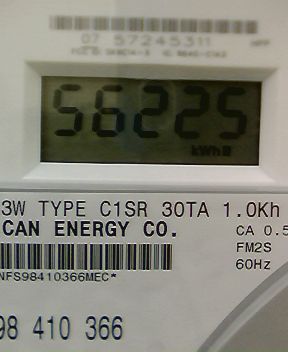 07 57245311
56225
kWh
3W TYPE C1SR 30TA 1.0Kh
CAN ENERGY CO.
CA 0.5
FM2S
60Hz
NFS98410366MEC*
98 410 366